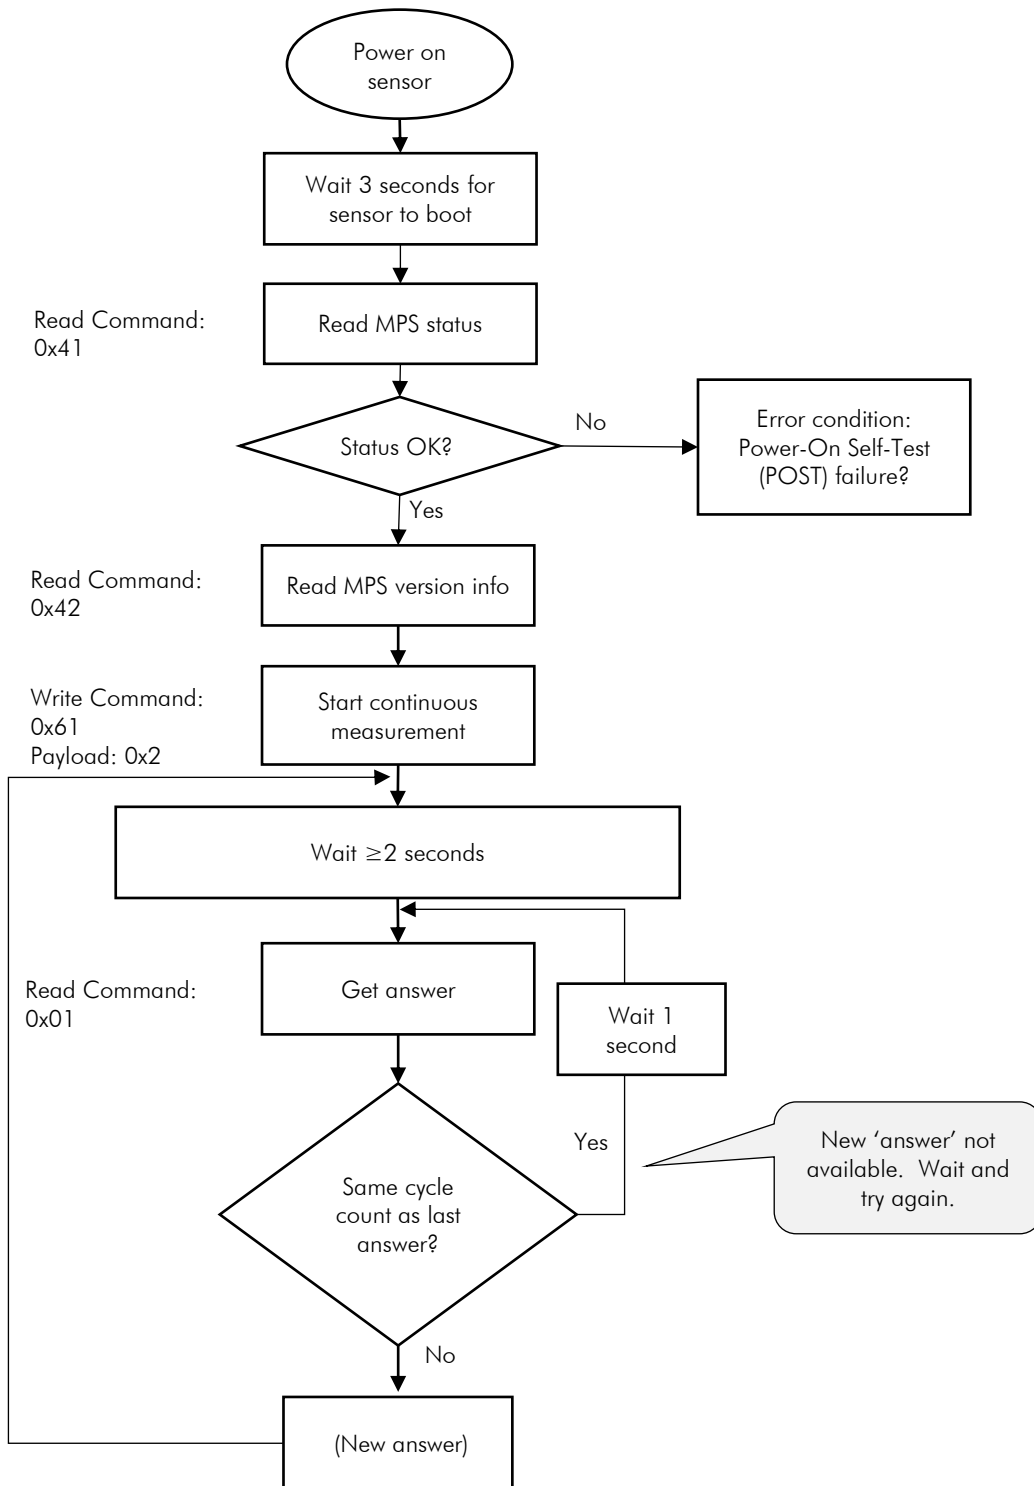 Power on
sensor
Wait 3 seconds for
sensor to boot
Read Command:
0x41
Read MPS status
Status OK?
No
Error condition:
Power-On Self-Test
(POST) failure?
Yes
Read Command:
0x42
Read MPS version info
Write Command:
0x61
Payload: 0x2
Start continuous
measurement
Wait ≥2 seconds
Read Command:
0x01
Get answer
Wait 1
second
Yes
New ‘answer’ not
available.  Wait and
try again.
Same cycle
count as last
answer?
No
(New answer)